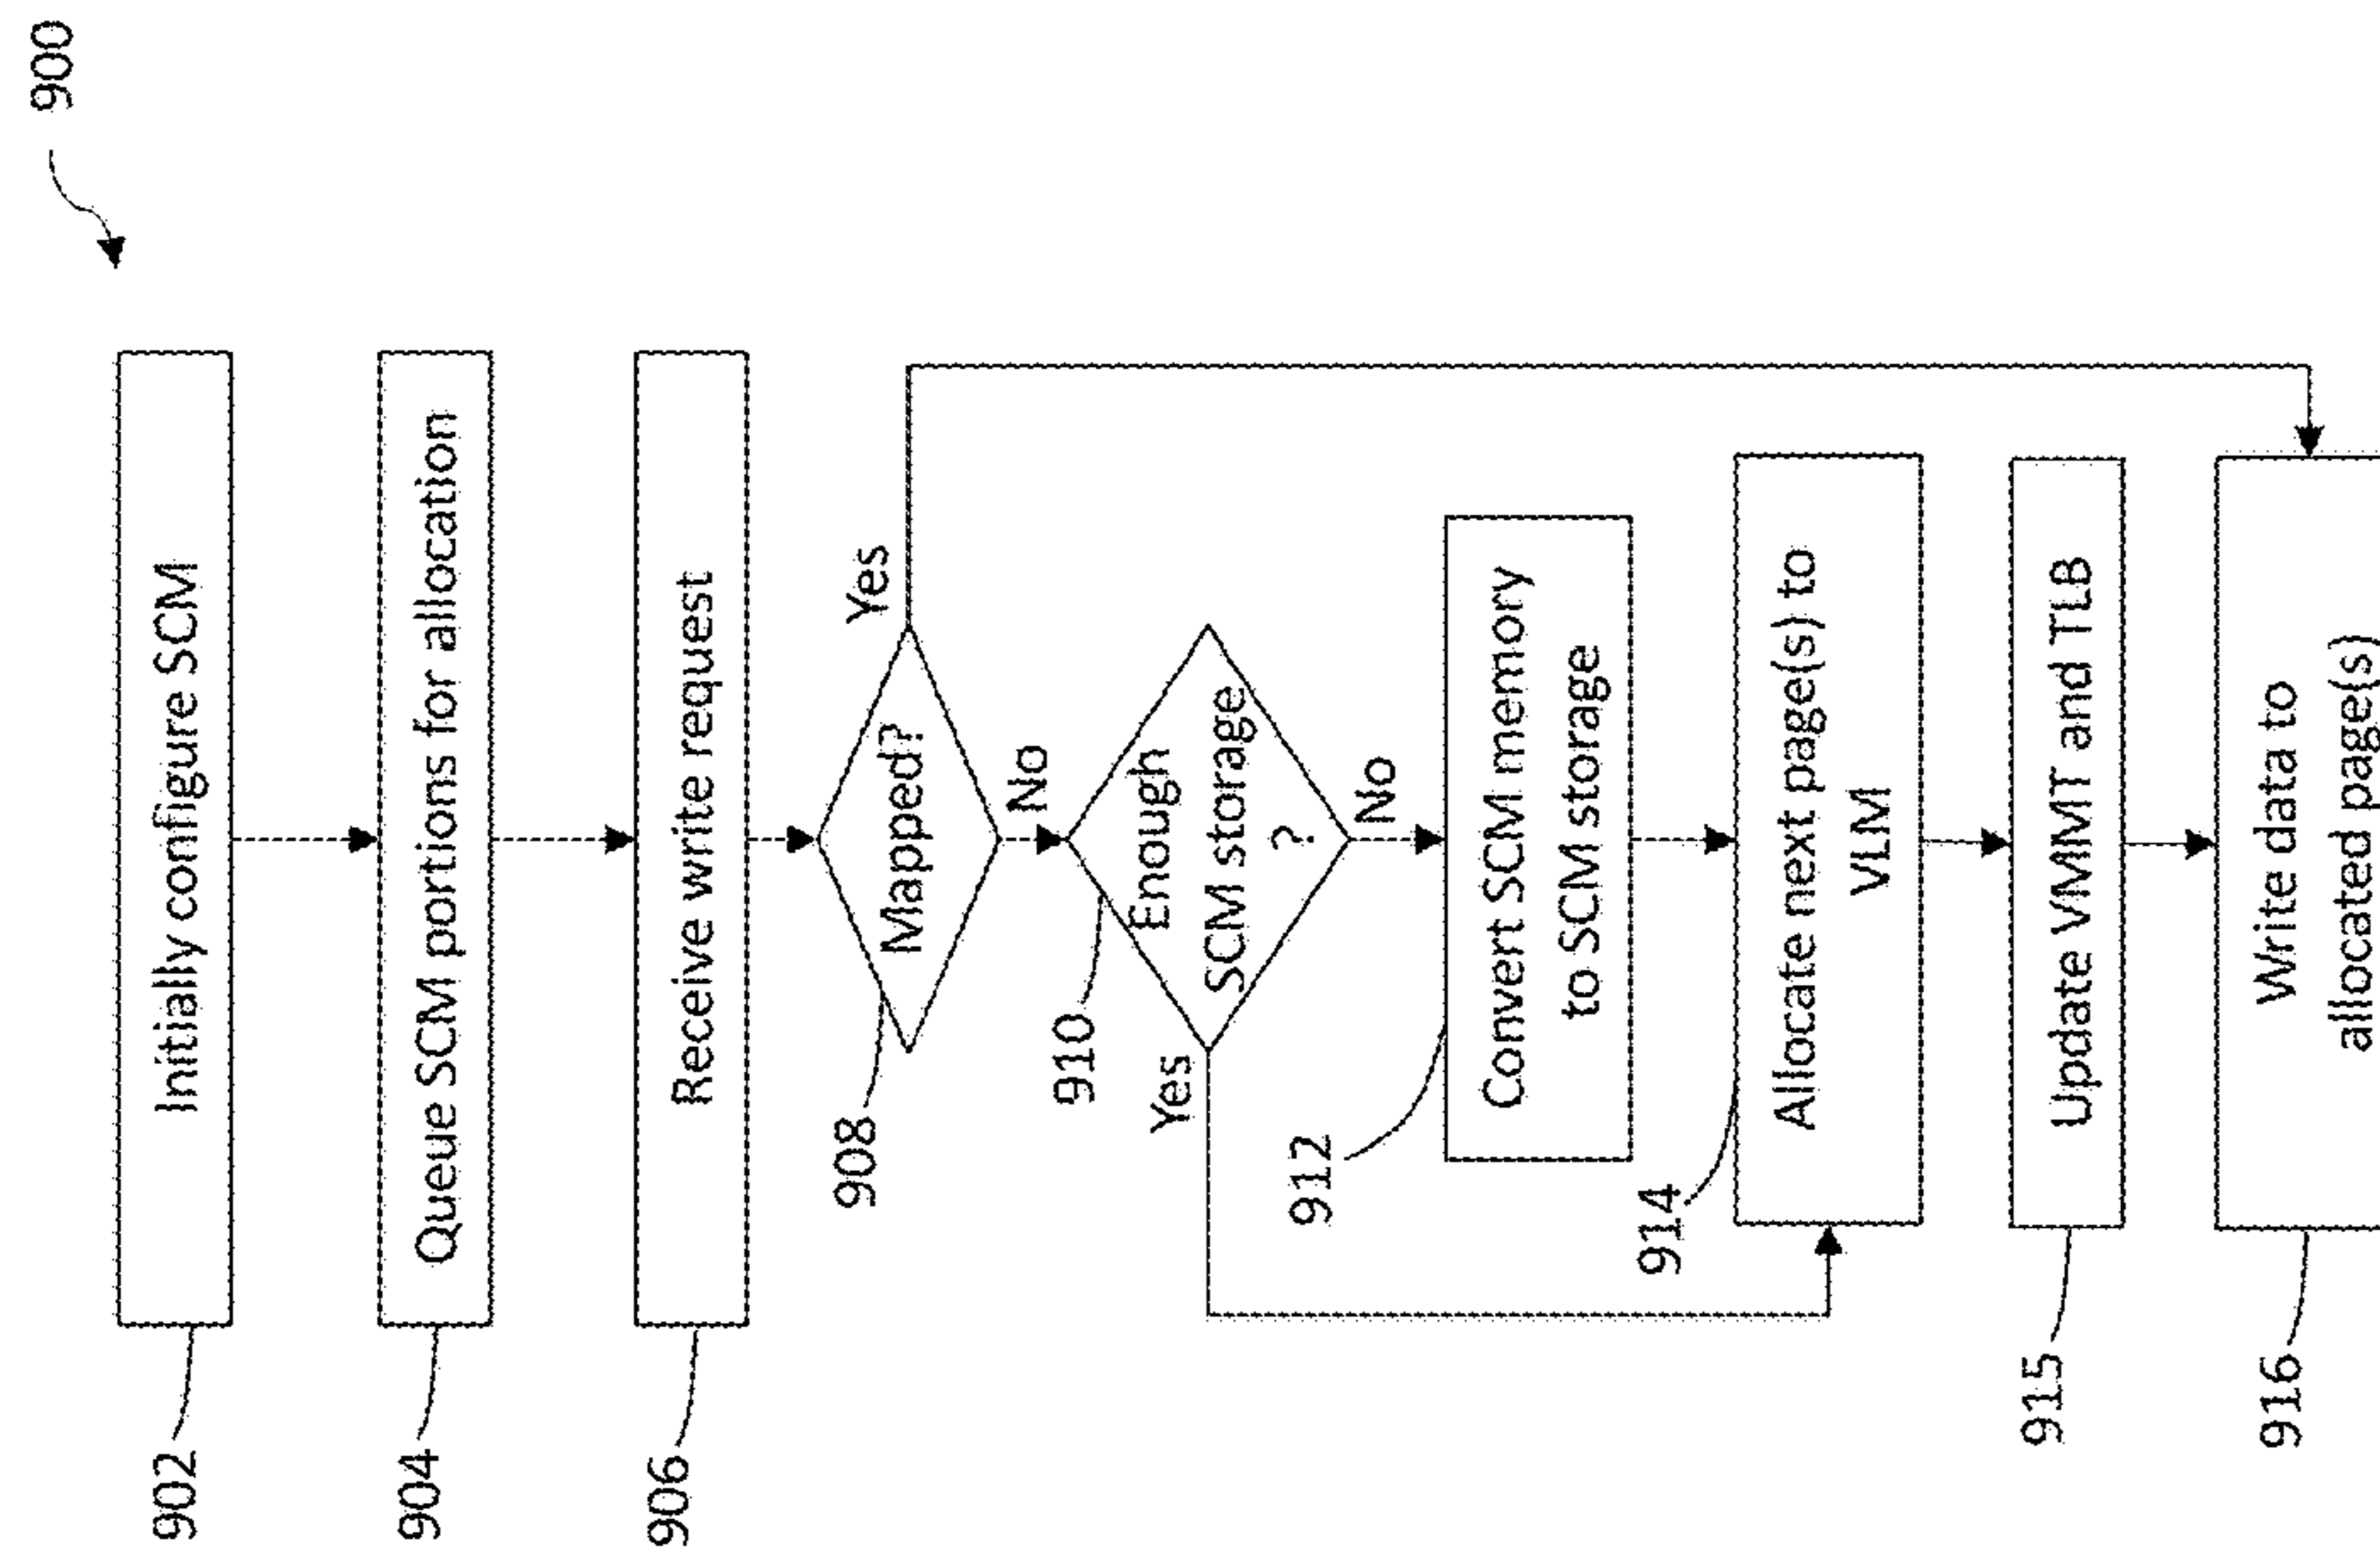 900
902
Initially configure SCM
904
Queue SCM portions for allocation
906
Receive write request
908
Mapped?
Yes
No
910
Enough
SCM storage
?
Yes
No
912
Convert SCM memory
to SCM storage
914
Allocate next page(s) to
VLM
915
Update VMMT and TLB
916
Write data to
allocated page(s)